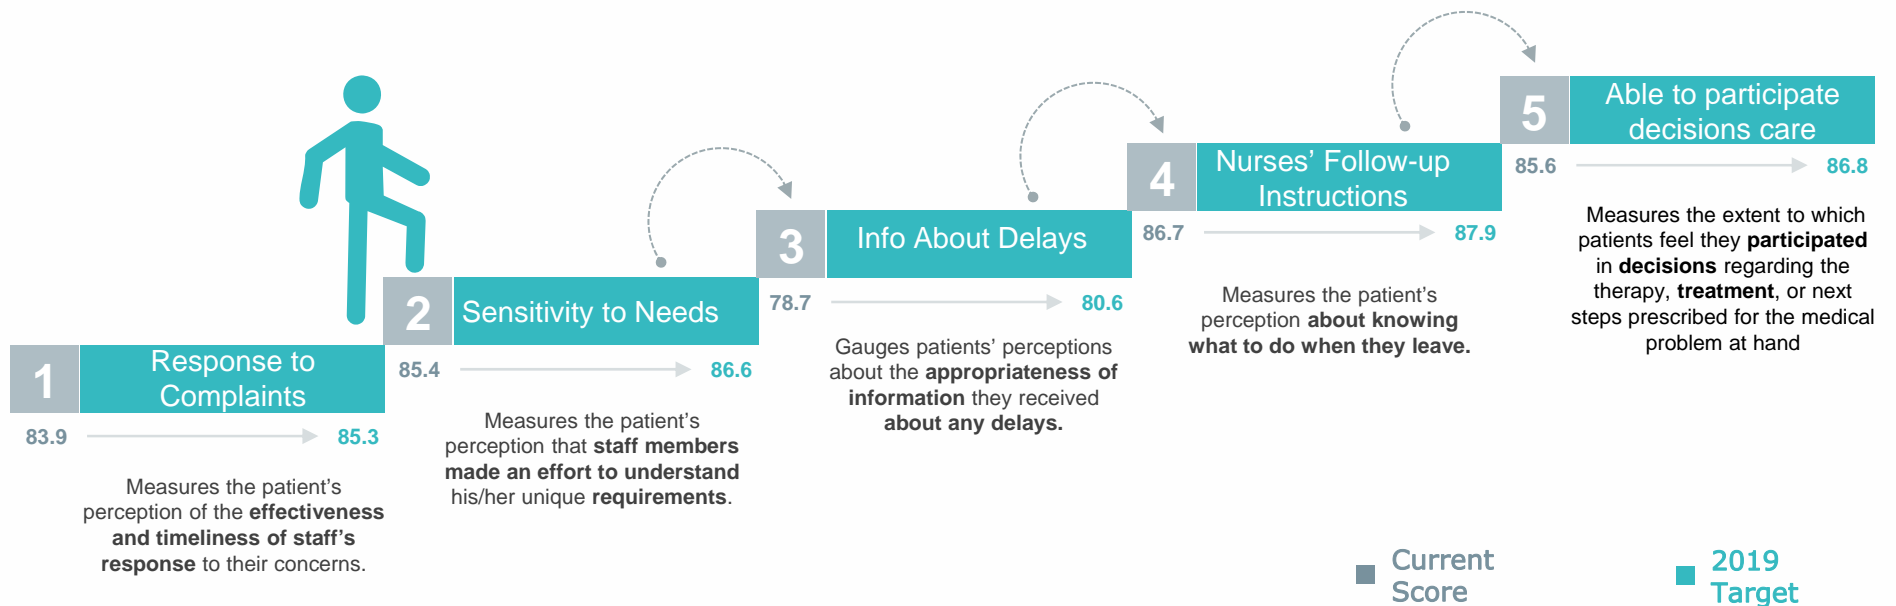 1
Response to
Complaints
83.9
85.3
Measures the patient’s
perception of the effectiveness
and timeliness of staff’s
response to their concerns.
2
Sensitivity to Needs
85.4
86.6
Measures the patient’s
perception that staff members
made an effort to understand
his/her unique requirements.
3
Info About Delays
78.7
80.6
Gauges patients’ perceptions
about the appropriateness of
information they received
about any delays.
4
Nurses’ Follow-up
Instructions
86.7
87.9
Measures the patient’s
perception about knowing
what to do when they leave.
5
Able to participate
decisions care
85.6
86.8
Measures the extent to which
patients feel they participated
in decisions regarding the
therapy, treatment, or next
steps prescribed for the medical
problem at hand
Current
Score
2019
Target